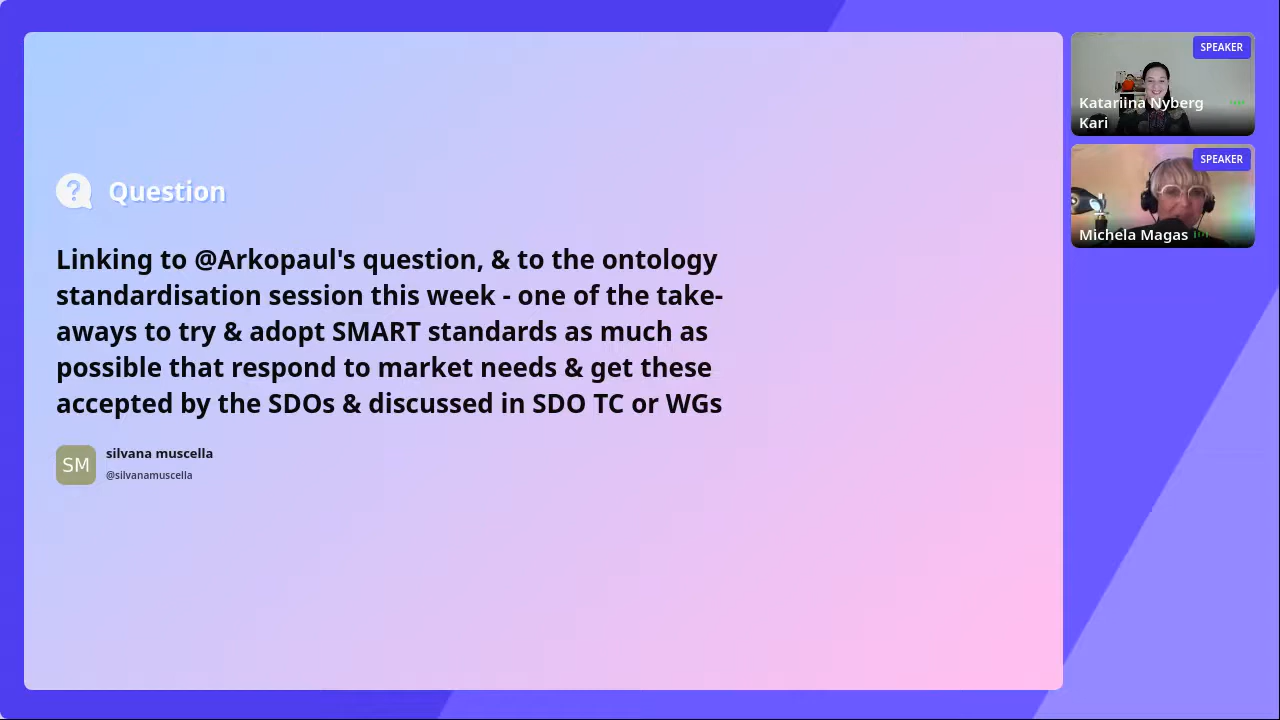 Question
Linking to @Arkopaul's question, & to the ontology
standardisation session this week - one of the take-
aways to try & adopt SMART standards as much as
possible that respond to market needs & get these
accepted by the SDOs & discussed in SDO TC or WGs
SM
silvana muscella
@silvanamuscella
SPEAKER
Katariina Nyberg
Kari
SPEAKER
Michela Magas